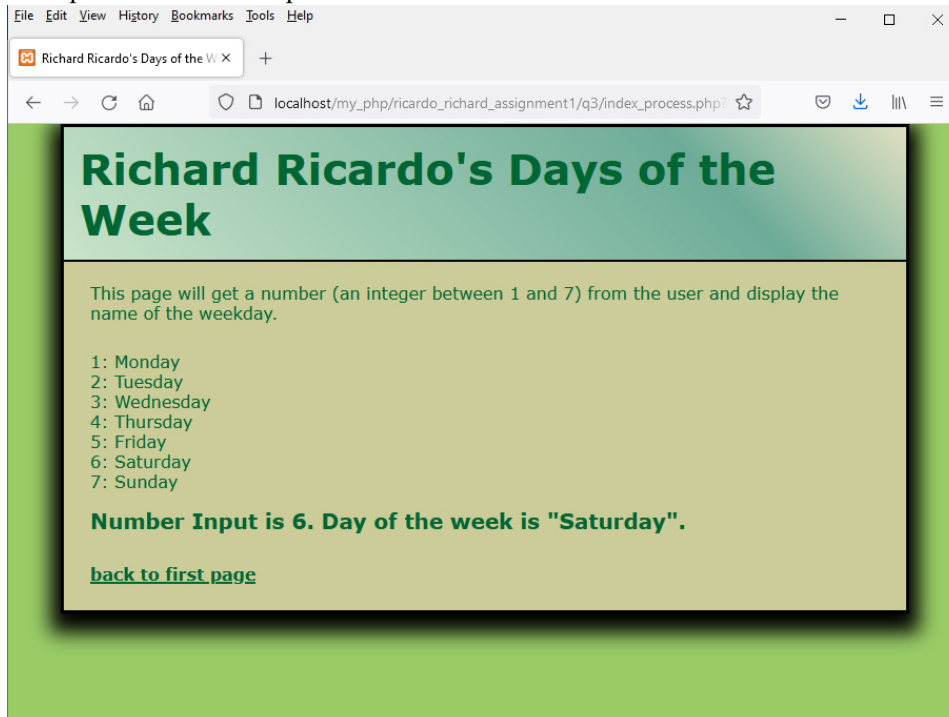 File Edit View History Bookmarks Tools Help
Richard Ricardo's Days of the W
localhost/my_php/ricardo_richard_assignment1/q3/index_process.php?
Richard Ricardo's Days of the
Week
This page will get a number (an integer between 1 and 7) from the user and display the
name of the weekday.
1: Monday
2: Tuesday
3: Wednesday
4: Thursday
5: Friday
6: Saturday
7: Sunday
Number Input is 6. Day of the week is "Saturday".
back to first page